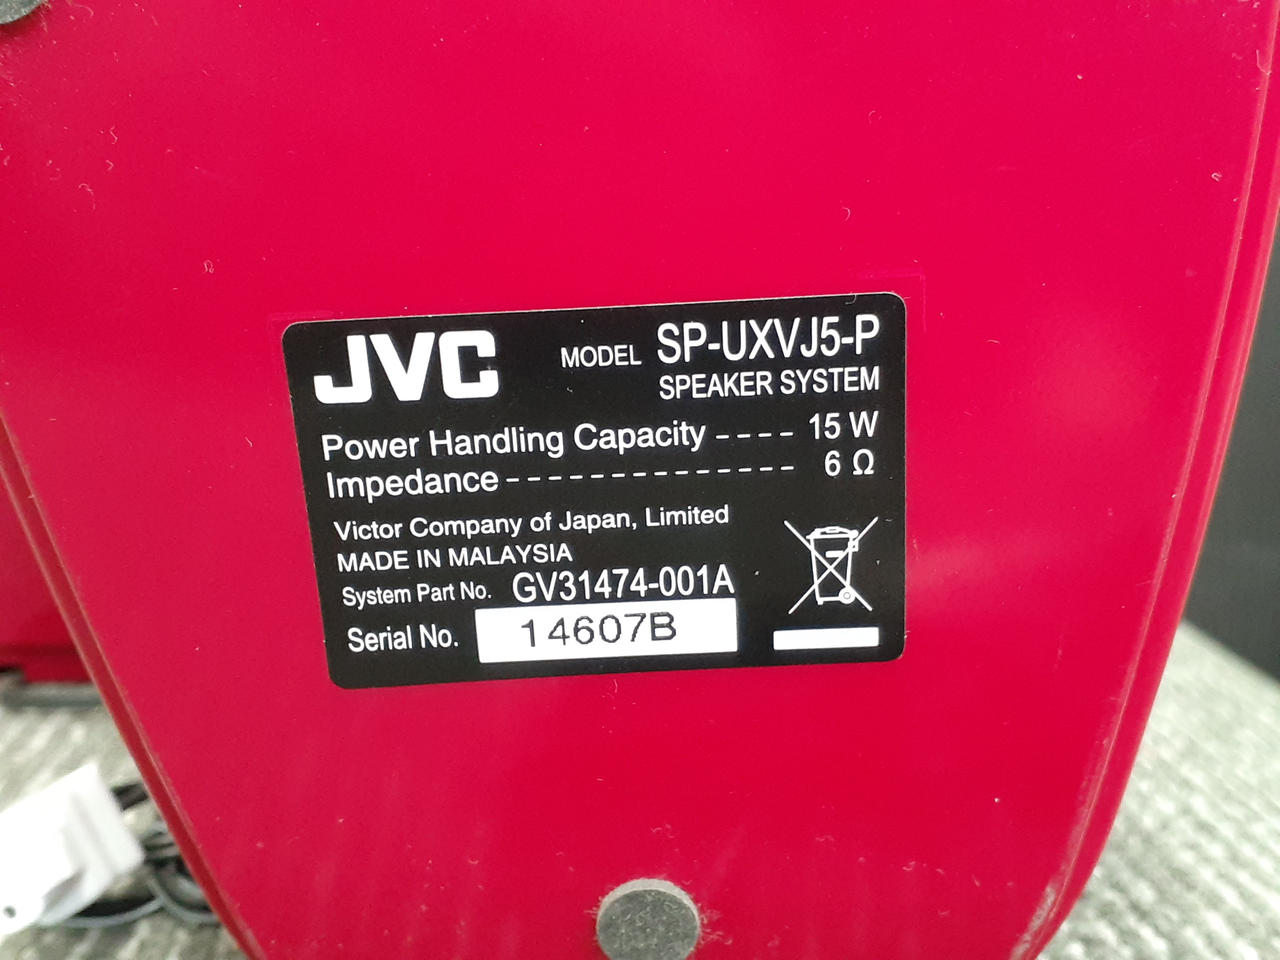 JVC MODEL SP-UXVJ5-P
SPEAKER SYSTEM
Power Handling Capacity ---- 15 W
Impedance -------------- 6 Ω
Victor Company of Japan, Limited
MADE IN MALAYSIA
System Part No. GV31474-001A
Serial No. 14607B